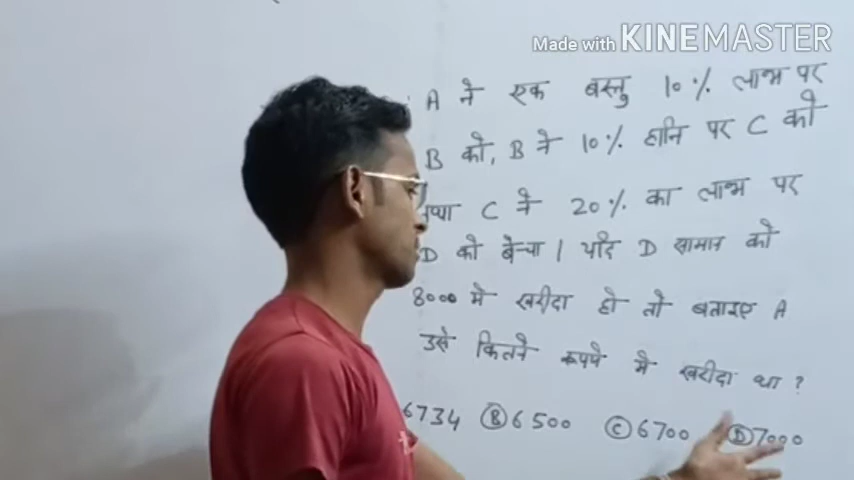 Made with KINEMASTER
A ने एक बस्तु 10% लाभ पर
B को, B ने 10% हानि पर C को
तथा C ने 20% का लाभ पर
D को बेन्चा । यदि D सामान को
8000 मे खरीदा हो तो बताइए A
उसे कितने रूपये मे खरीदा था ?
6734 (B) 6500 (C) 6700 (D) 7000